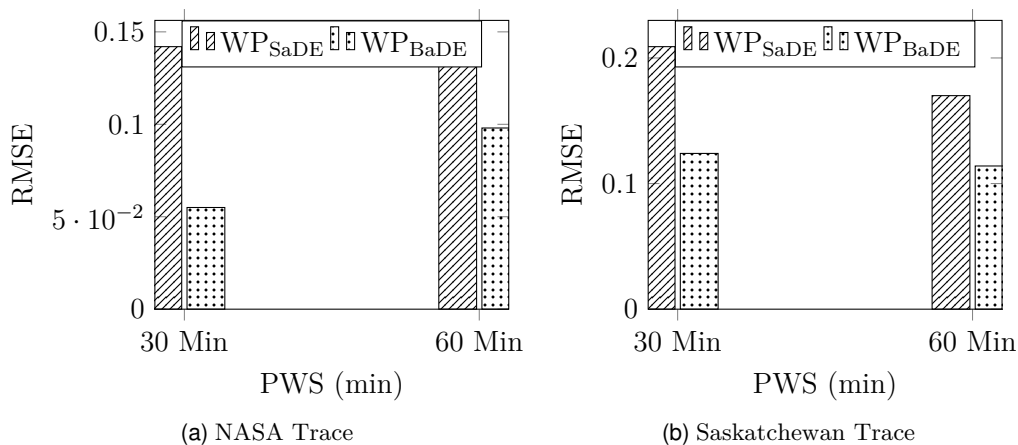 WP_SaDE WP_BaDE
0.15
0.1
5 · 10⁻²
0
RMSE
30 Min 60 Min
PWS (min)
(a) NASA Trace
WP_SaDE WP_BaDE
0.2
0.1
0
RMSE
30 Min 60 Min
PWS (min)
(b) Saskatchewan Trace